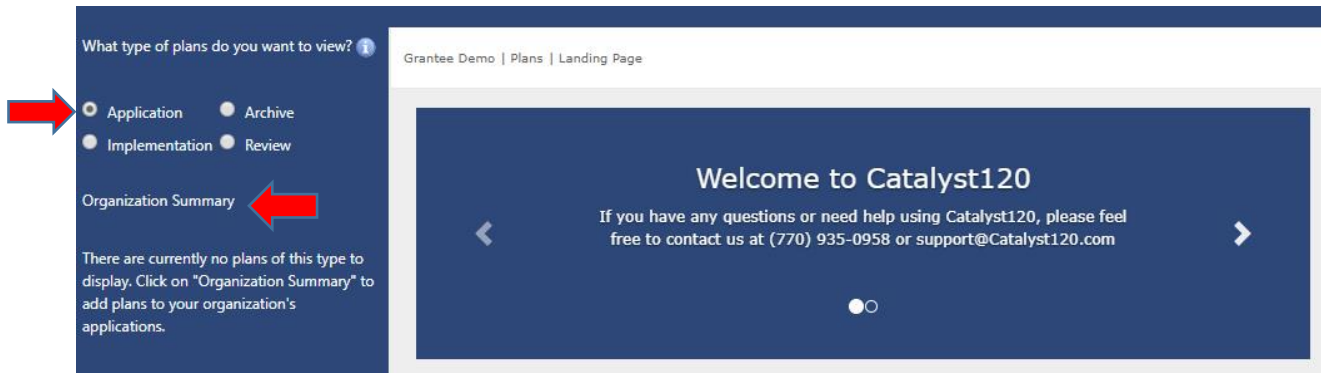 What type of plans do you want to view?
Application
Archive
Implementation
Review
Organization Summary
There are currently no plans of this type to
display. Click on "Organization Summary" to
add plans to your organization's
applications.
Grantee Demo | Plans | Landing Page
Welcome to Catalyst120
If you have any questions or need help using Catalyst120, please feel
free to contact us at (770) 935-0958 or support@Catalyst120.com